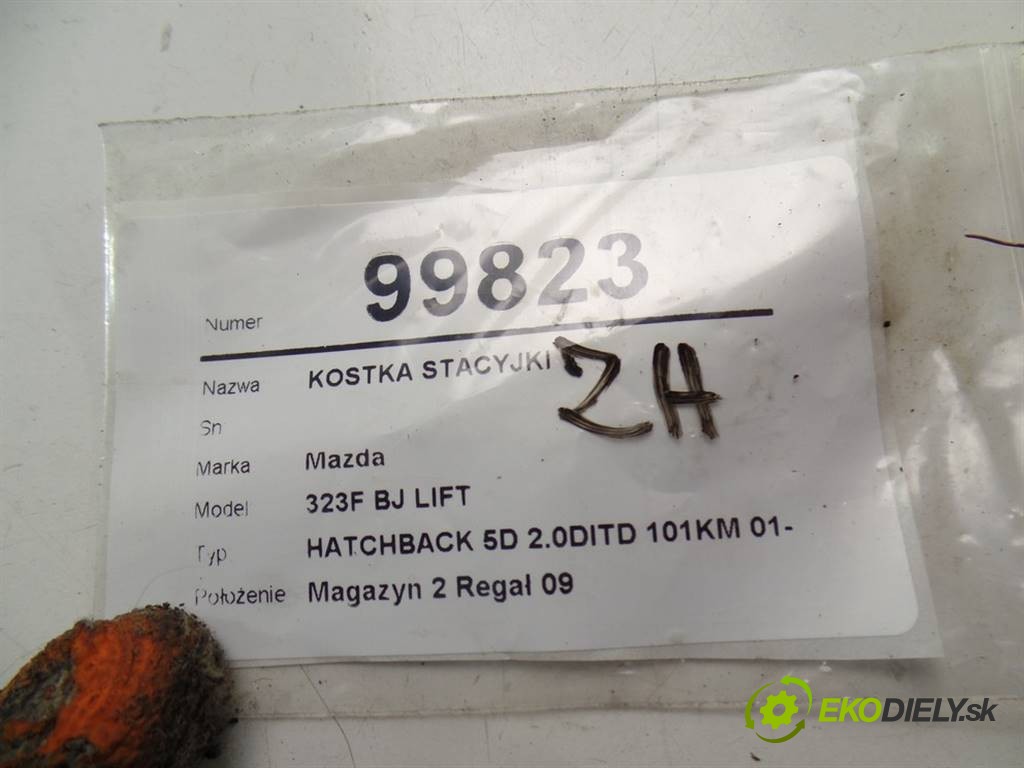 Numer 99823
Nazwa KOSTKA STACYJKI ZH
Sn
Marka Mazda
Model 323F BJ LIFT
Typ HATCHBACK 5D 2.0DITD 101KM 01-
Położenie Magazyn 2 Regał 09
EKODIELY.sk